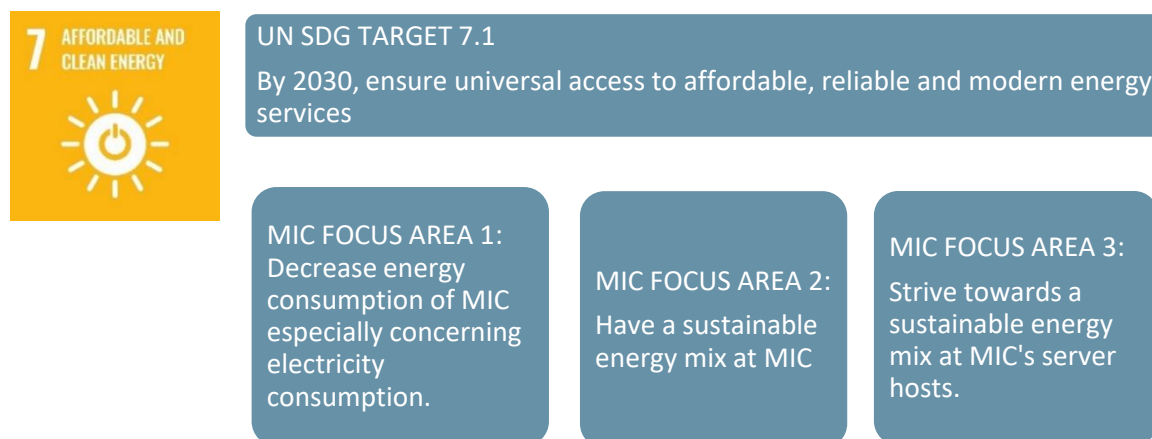 7 AFFORDABLE AND
CLEAN ENERGY
UN SDG TARGET 7.1
By 2030, ensure universal access to affordable, reliable and modern energy
services
MIC FOCUS AREA 1:
Decrease energy
consumption of MIC
especially concerning
electricity
consumption.
MIC FOCUS AREA 2:
Have a sustainable
energy mix at MIC
MIC FOCUS AREA 3:
Strive towards a
sustainable energy
mix at MIC's server
hosts.